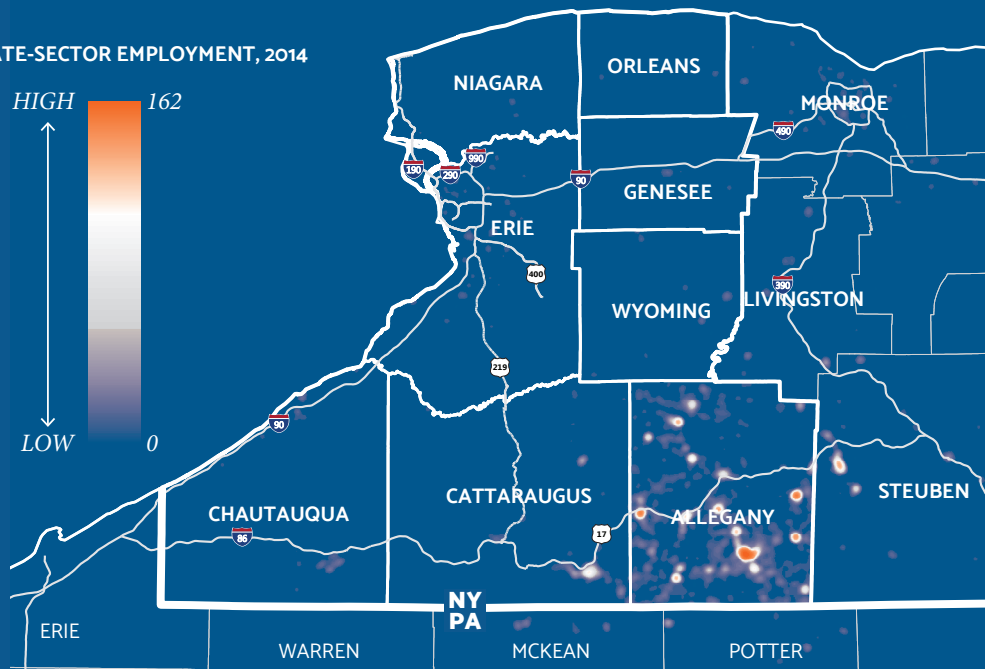 ATE-SECTOR EMPLOYMENT, 2014
HIGH 162
LOW 0
NIAGARA
ORLEANS
MONROE
490
990
190
290
90
GENESEE
ERIE
400
WYOMING
390
LIVINGSTON
219
90
CHAUTAUQUA
86
CATTARAUGUS
17
ALLEGANY
STEUBEN
NY
PA
ERIE
WARREN
MCKEAN
POTTER